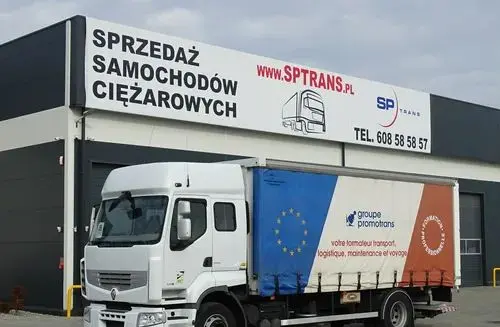 SPRZEDAŻ
SAMOCHODÓW
CIĘŻAROWYCH
www.SPTRANS.PL
SP TRANS
TEL. 608 58 58 57
groupe
promotrans
votre formateur transport,
logistique, maintenance et voyage